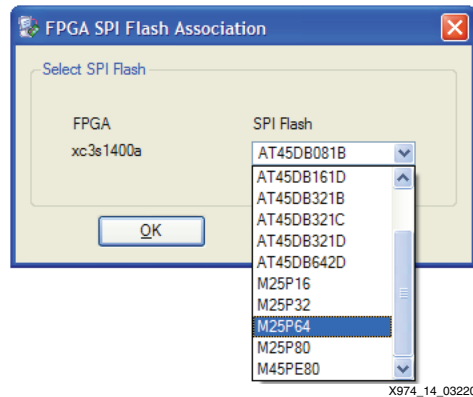 FPGA SPI Flash Association
Select SPI Flash
FPGA SPI Flash
xc3s1400a AT45DB081B
AT45DB161D
AT45DB321B
AT45DB321C
AT45DB321D
OK
AT45DB642D
M25P16
M25P32
M25P64
M25P80
M45PE80
X974_14_03220